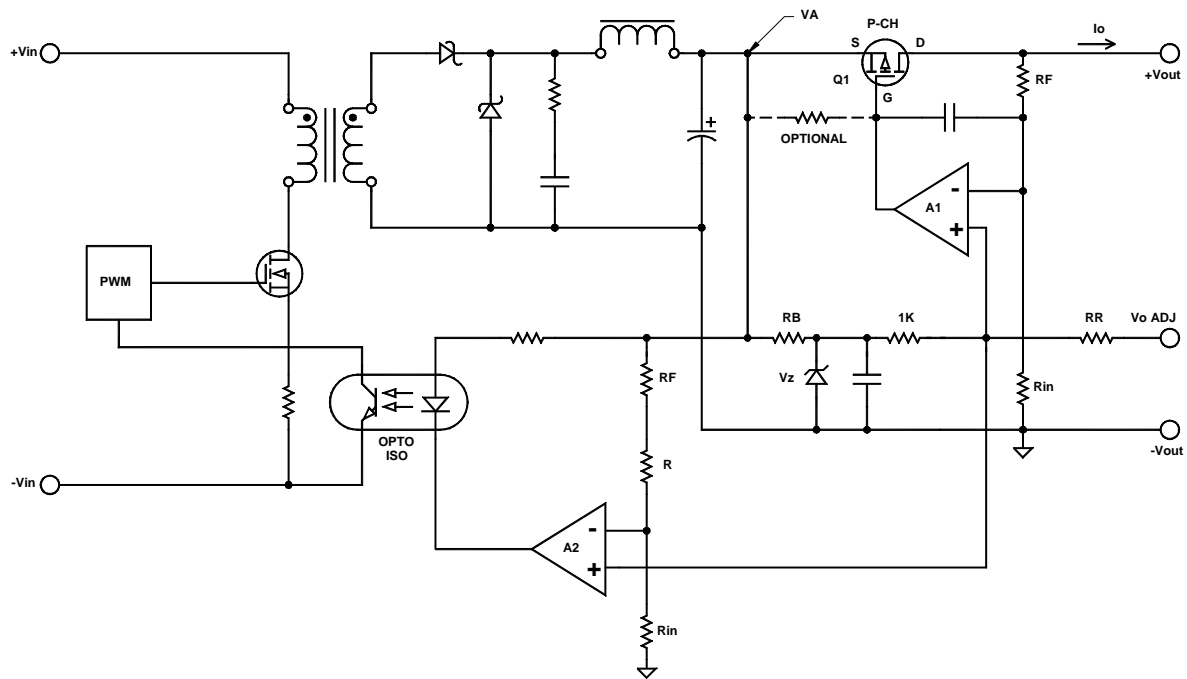 VA
P-CH
Io
+Vin
S
D
+Vout
Q1
RF
G
OPTIONAL
-
A1
+
PWM
RB
1K
RR
Vo ADJ
RF
Vz
Rin
OPTO
ISO
-Vout
R
-Vin
-
A2
+
Rin
+